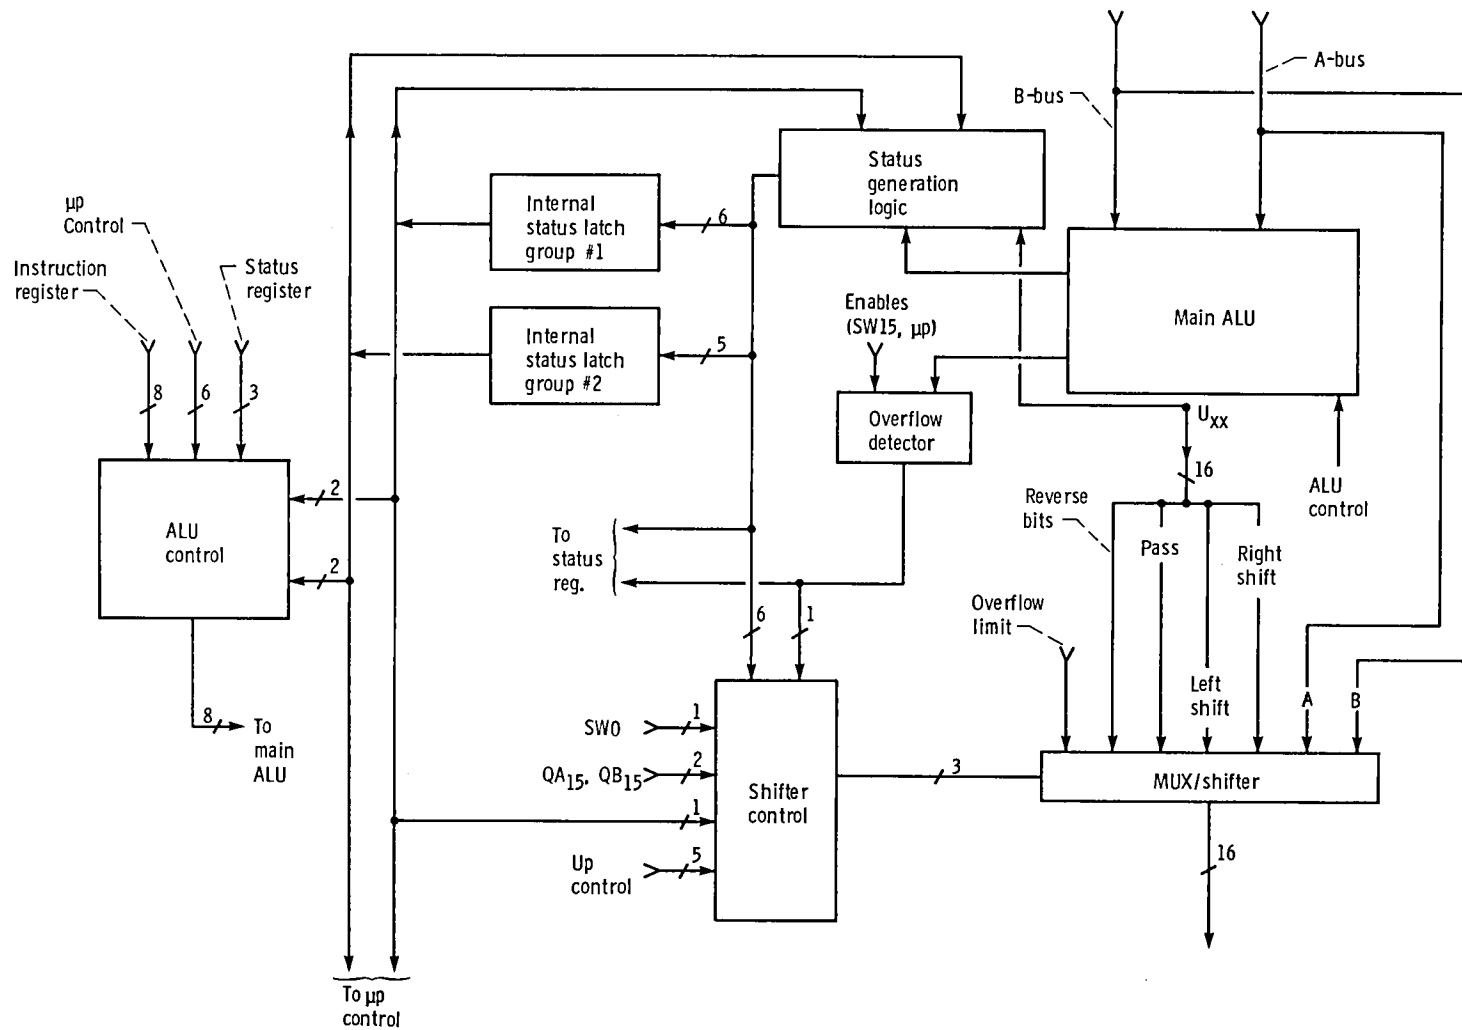 A-bus
B-bus
Status
generation
logic
µp
Control
Internal
status latch
group #1
6
Instruction
register
Status
register
Enables
(SW15, µp)
Main ALU
Internal
status latch
group #2
5
8
6
3
Overflow
detector
U_xx
16
2
Reverse
bits
ALU
control
ALU
control
To
status
reg.
Pass
Right
shift
2
6
1
Overflow
limit
8
To
main
ALU
SW0
1
Left
shift
A
B
QA15, QB15
2
Shifter
control
3
MUX/shifter
1
Up
control
5
16
To µp
control